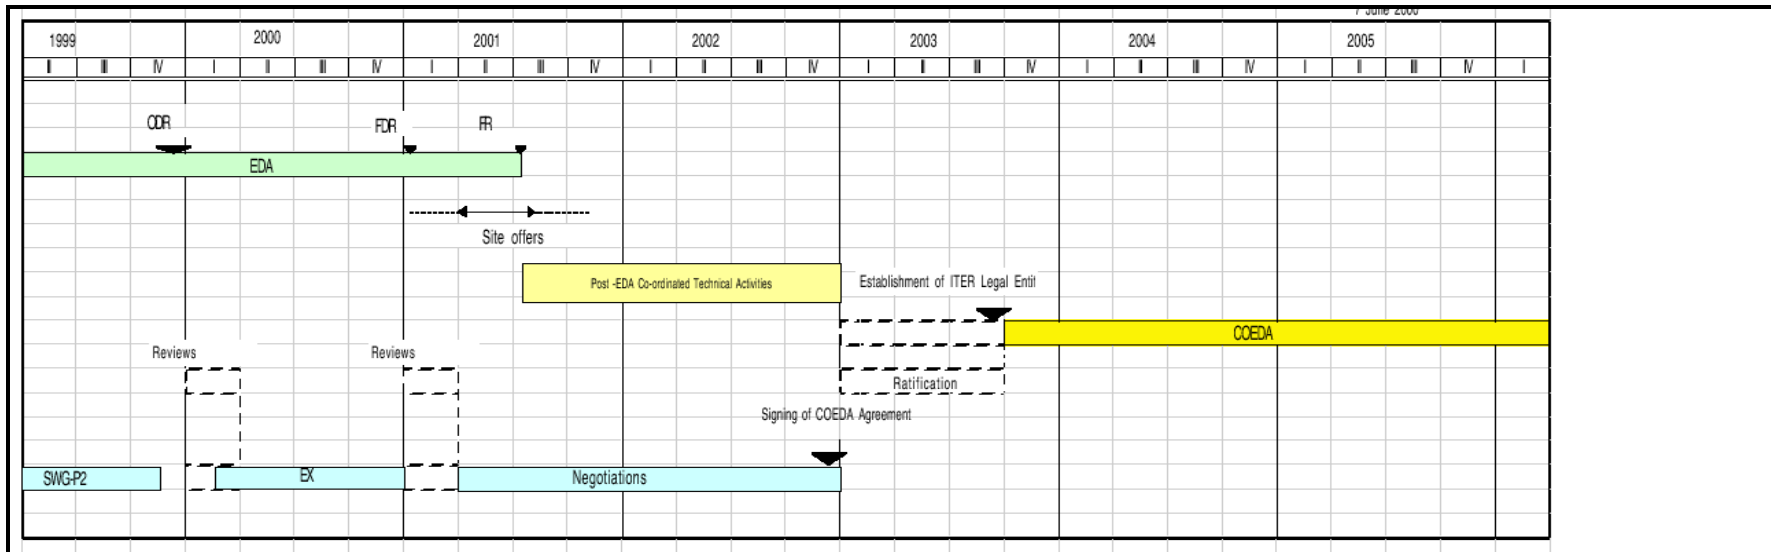 7 June 2000
1999 2000 2001 2002 2003 2004 2005
II III IV I II III IV I II III IV I II III IV I II III IV I II III IV I II III IV I
ODR FDR FR
EDA
Site offers
Post -EDA Co-ordinated Technical Activities
Establishment of ITER Legal Entit
COEDA
Reviews Reviews
Ratification
Signing of COEDA Agreement
SWG-P2 EX Negotiations